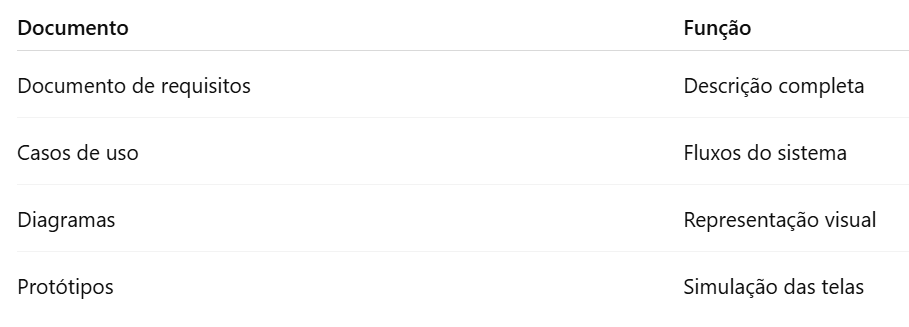 Documento Função
Documento de requisitos Descrição completa
Casos de uso Fluxos do sistema
Diagramas Representação visual
Protótipos Simulação das telas